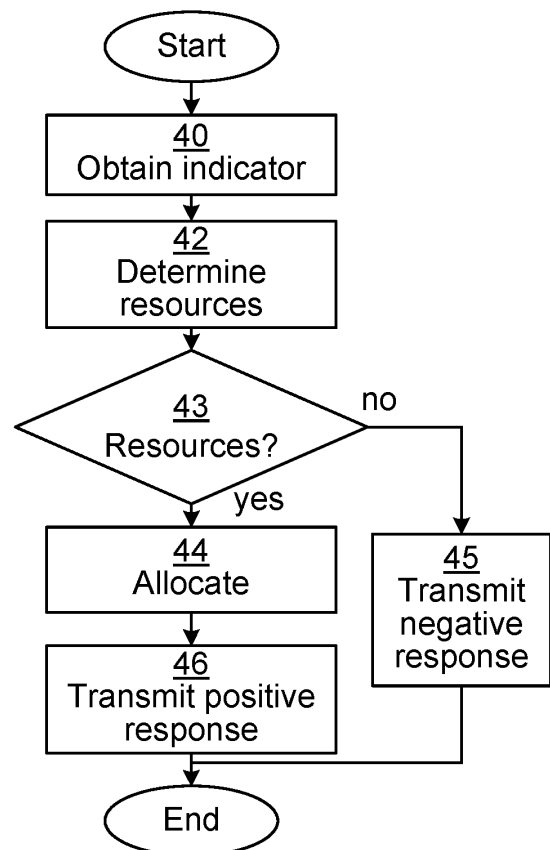 Start
40
Obtain indicator
42
Determine
resources
43
Resources?
no
yes
44
Allocate
45
Transmit
negative
response
46
Transmit positive
response
End